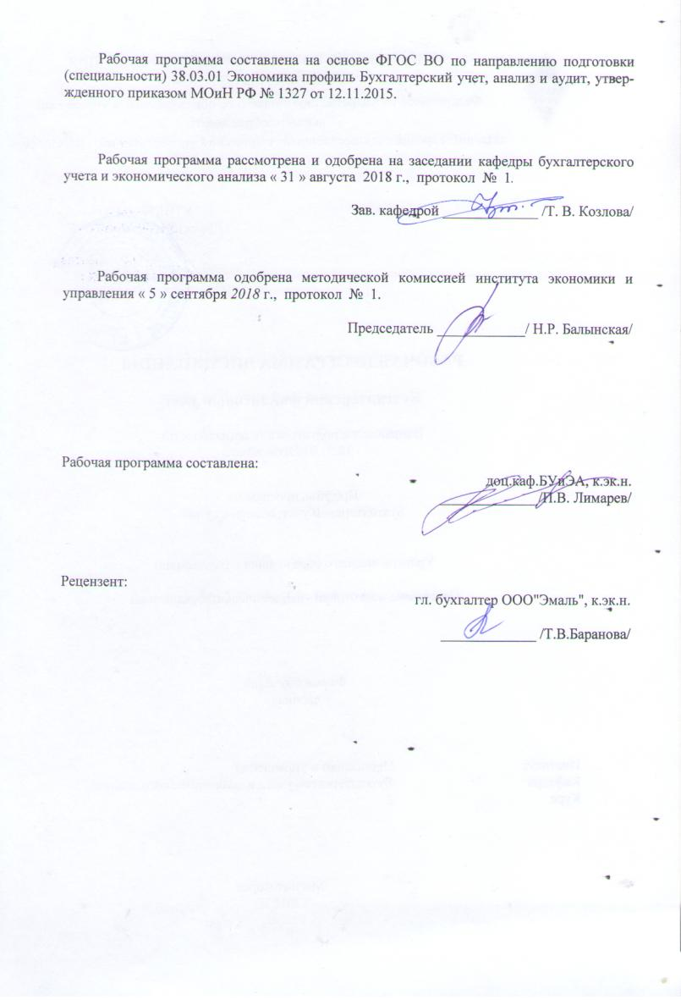 Рабочая программа составлена на основе ФГОС ВО по направлению подготовки
(специальности) 38.03.01 Экономика профиль Бухгалтерский учет, анализ и аудит, утвер-
жденного приказом МОиН РФ № 1327 от 12.11.2015.
Рабочая программа рассмотрена и одобрена на заседании кафедры бухгалтерского
учета и экономического анализа « 31 » августа 2018 г., протокол № 1.
Зав. кафедрой _____________ /Т. В. Козлова/
Рабочая программа одобрена методической комиссией института экономики и
управления « 5 » сентября 2018 г., протокол № 1.
Председатель ____________/ Н.Р. Балынская/
Рабочая программа составлена:
доц.каф.БУиЭА, к.эк.н.
_____________/И.В. Лимарев/
Рецензент:
гл. бухгалтер ООО"Эмаль", к.эк.н.
_____________ /Т.В.Баранова/